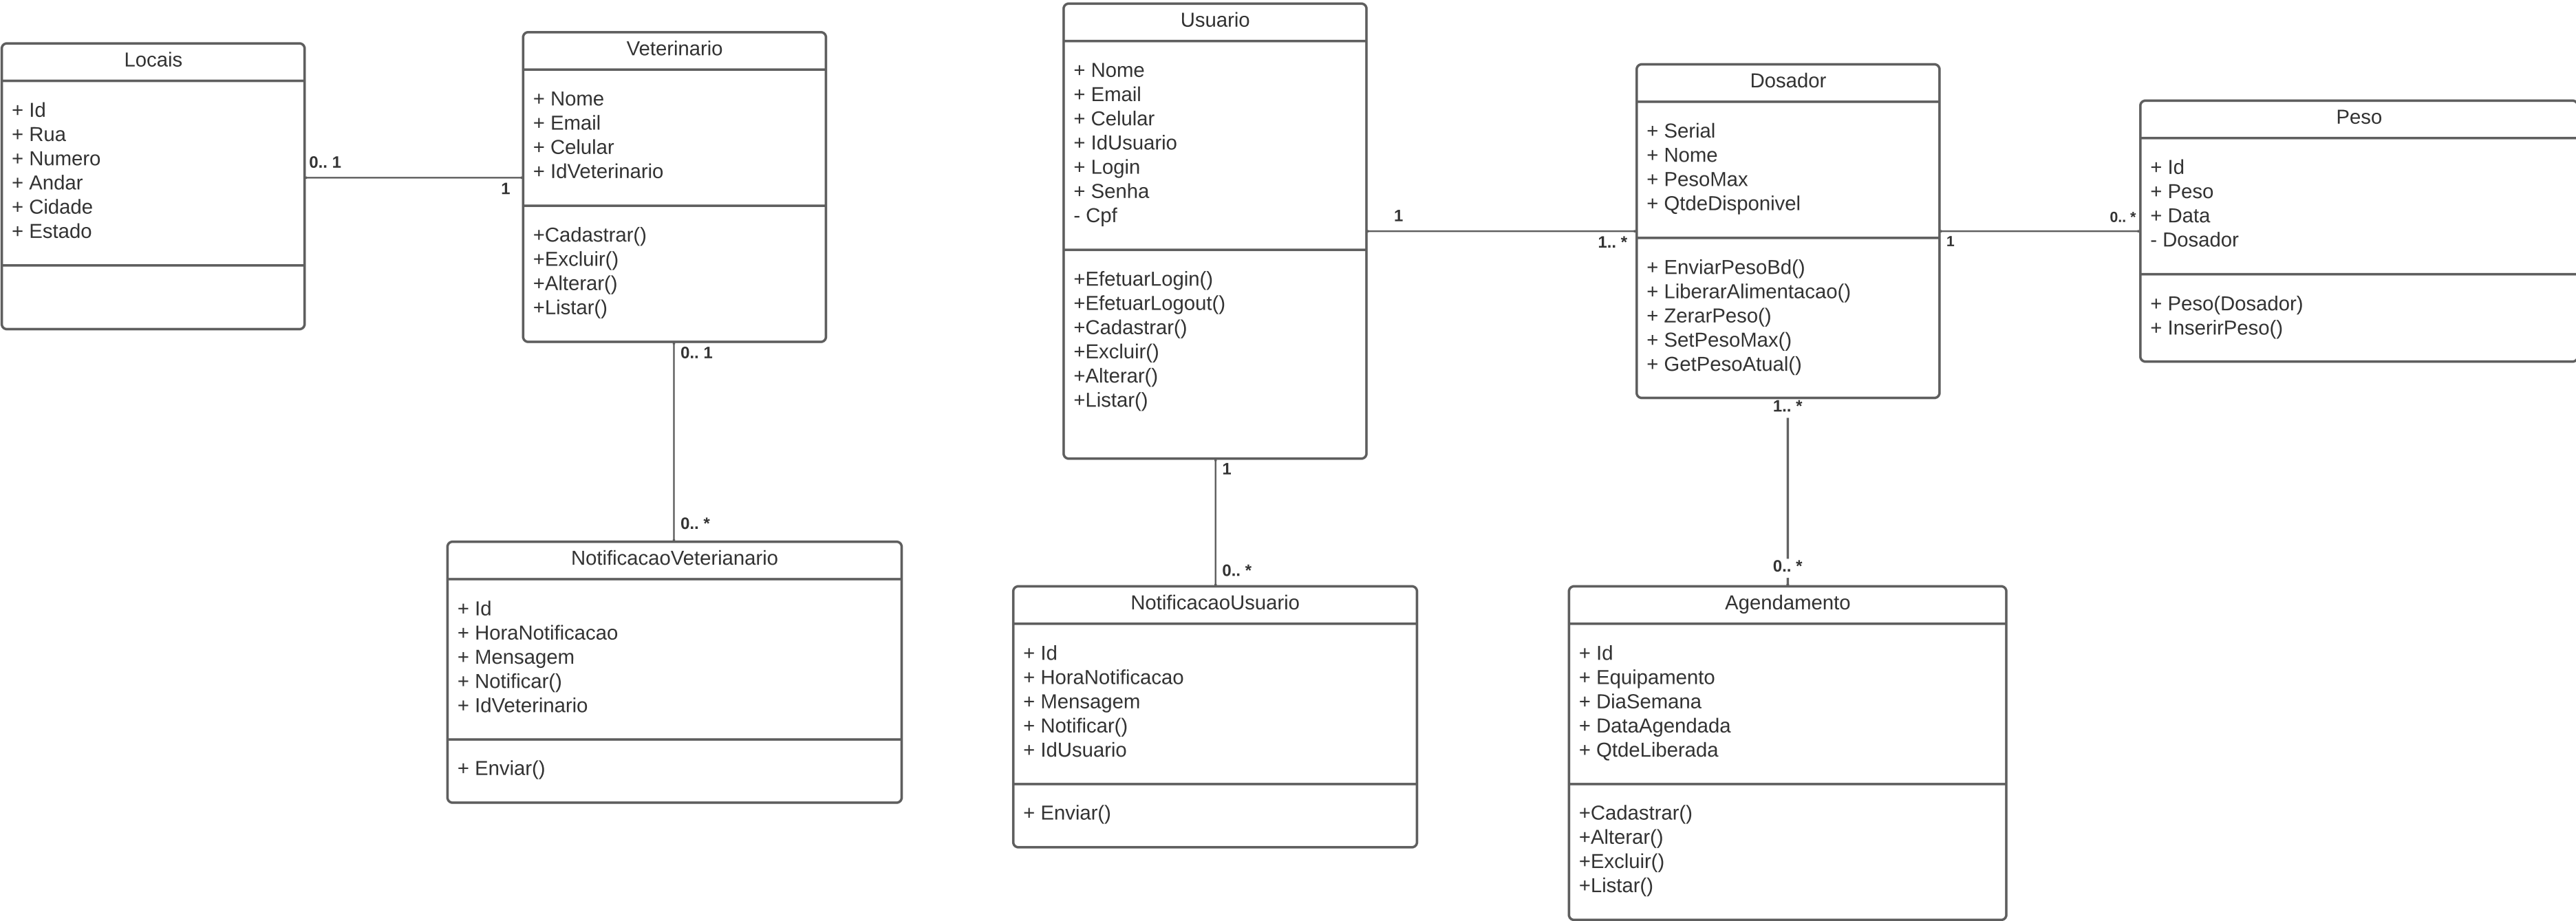 Locais
+ Id
+ Rua
+ Numero
+ Andar
+ Cidade
+ Estado
0.. 1
1
Veterinario
+ Nome
+ Email
+ Celular
+ IdVeterinario
+Cadastrar()
+Excluir()
+Alterar()
+Listar()
0.. 1
0.. *
NotificacaoVeterianario
+ Id
+ HoraNotificacao
+ Mensagem
+ Notificar()
+ IdVeterinario
+ Enviar()
Usuario
+ Nome
+ Email
+ Celular
+ IdUsuario
+ Login
+ Senha
- Cpf
+EfetuarLogin()
+EfetuarLogout()
+Cadastrar()
+Excluir()
+Alterar()
+Listar()
1
1.. *
1
0.. *
NotificacaoUsuario
+ Id
+ HoraNotificacao
+ Mensagem
+ Notificar()
+ IdUsuario
+ Enviar()
Dosador
+ Serial
+ Nome
+ PesoMax
+ QtdeDisponivel
+ EnviarPesoBd()
+ LiberarAlimentacao()
+ ZerarPeso()
+ SetPesoMax()
+ GetPesoAtual()
1.. *
0.. *
Agendamento
+ Id
+ Equipamento
+ DiaSemana
+ DataAgendada
+ QtdeLiberada
+Cadastrar()
+Alterar()
+Excluir()
+Listar()
1
0.. *
Peso
+ Id
+ Peso
+ Data
- Dosador
+ Peso(Dosador)
+ InserirPeso()